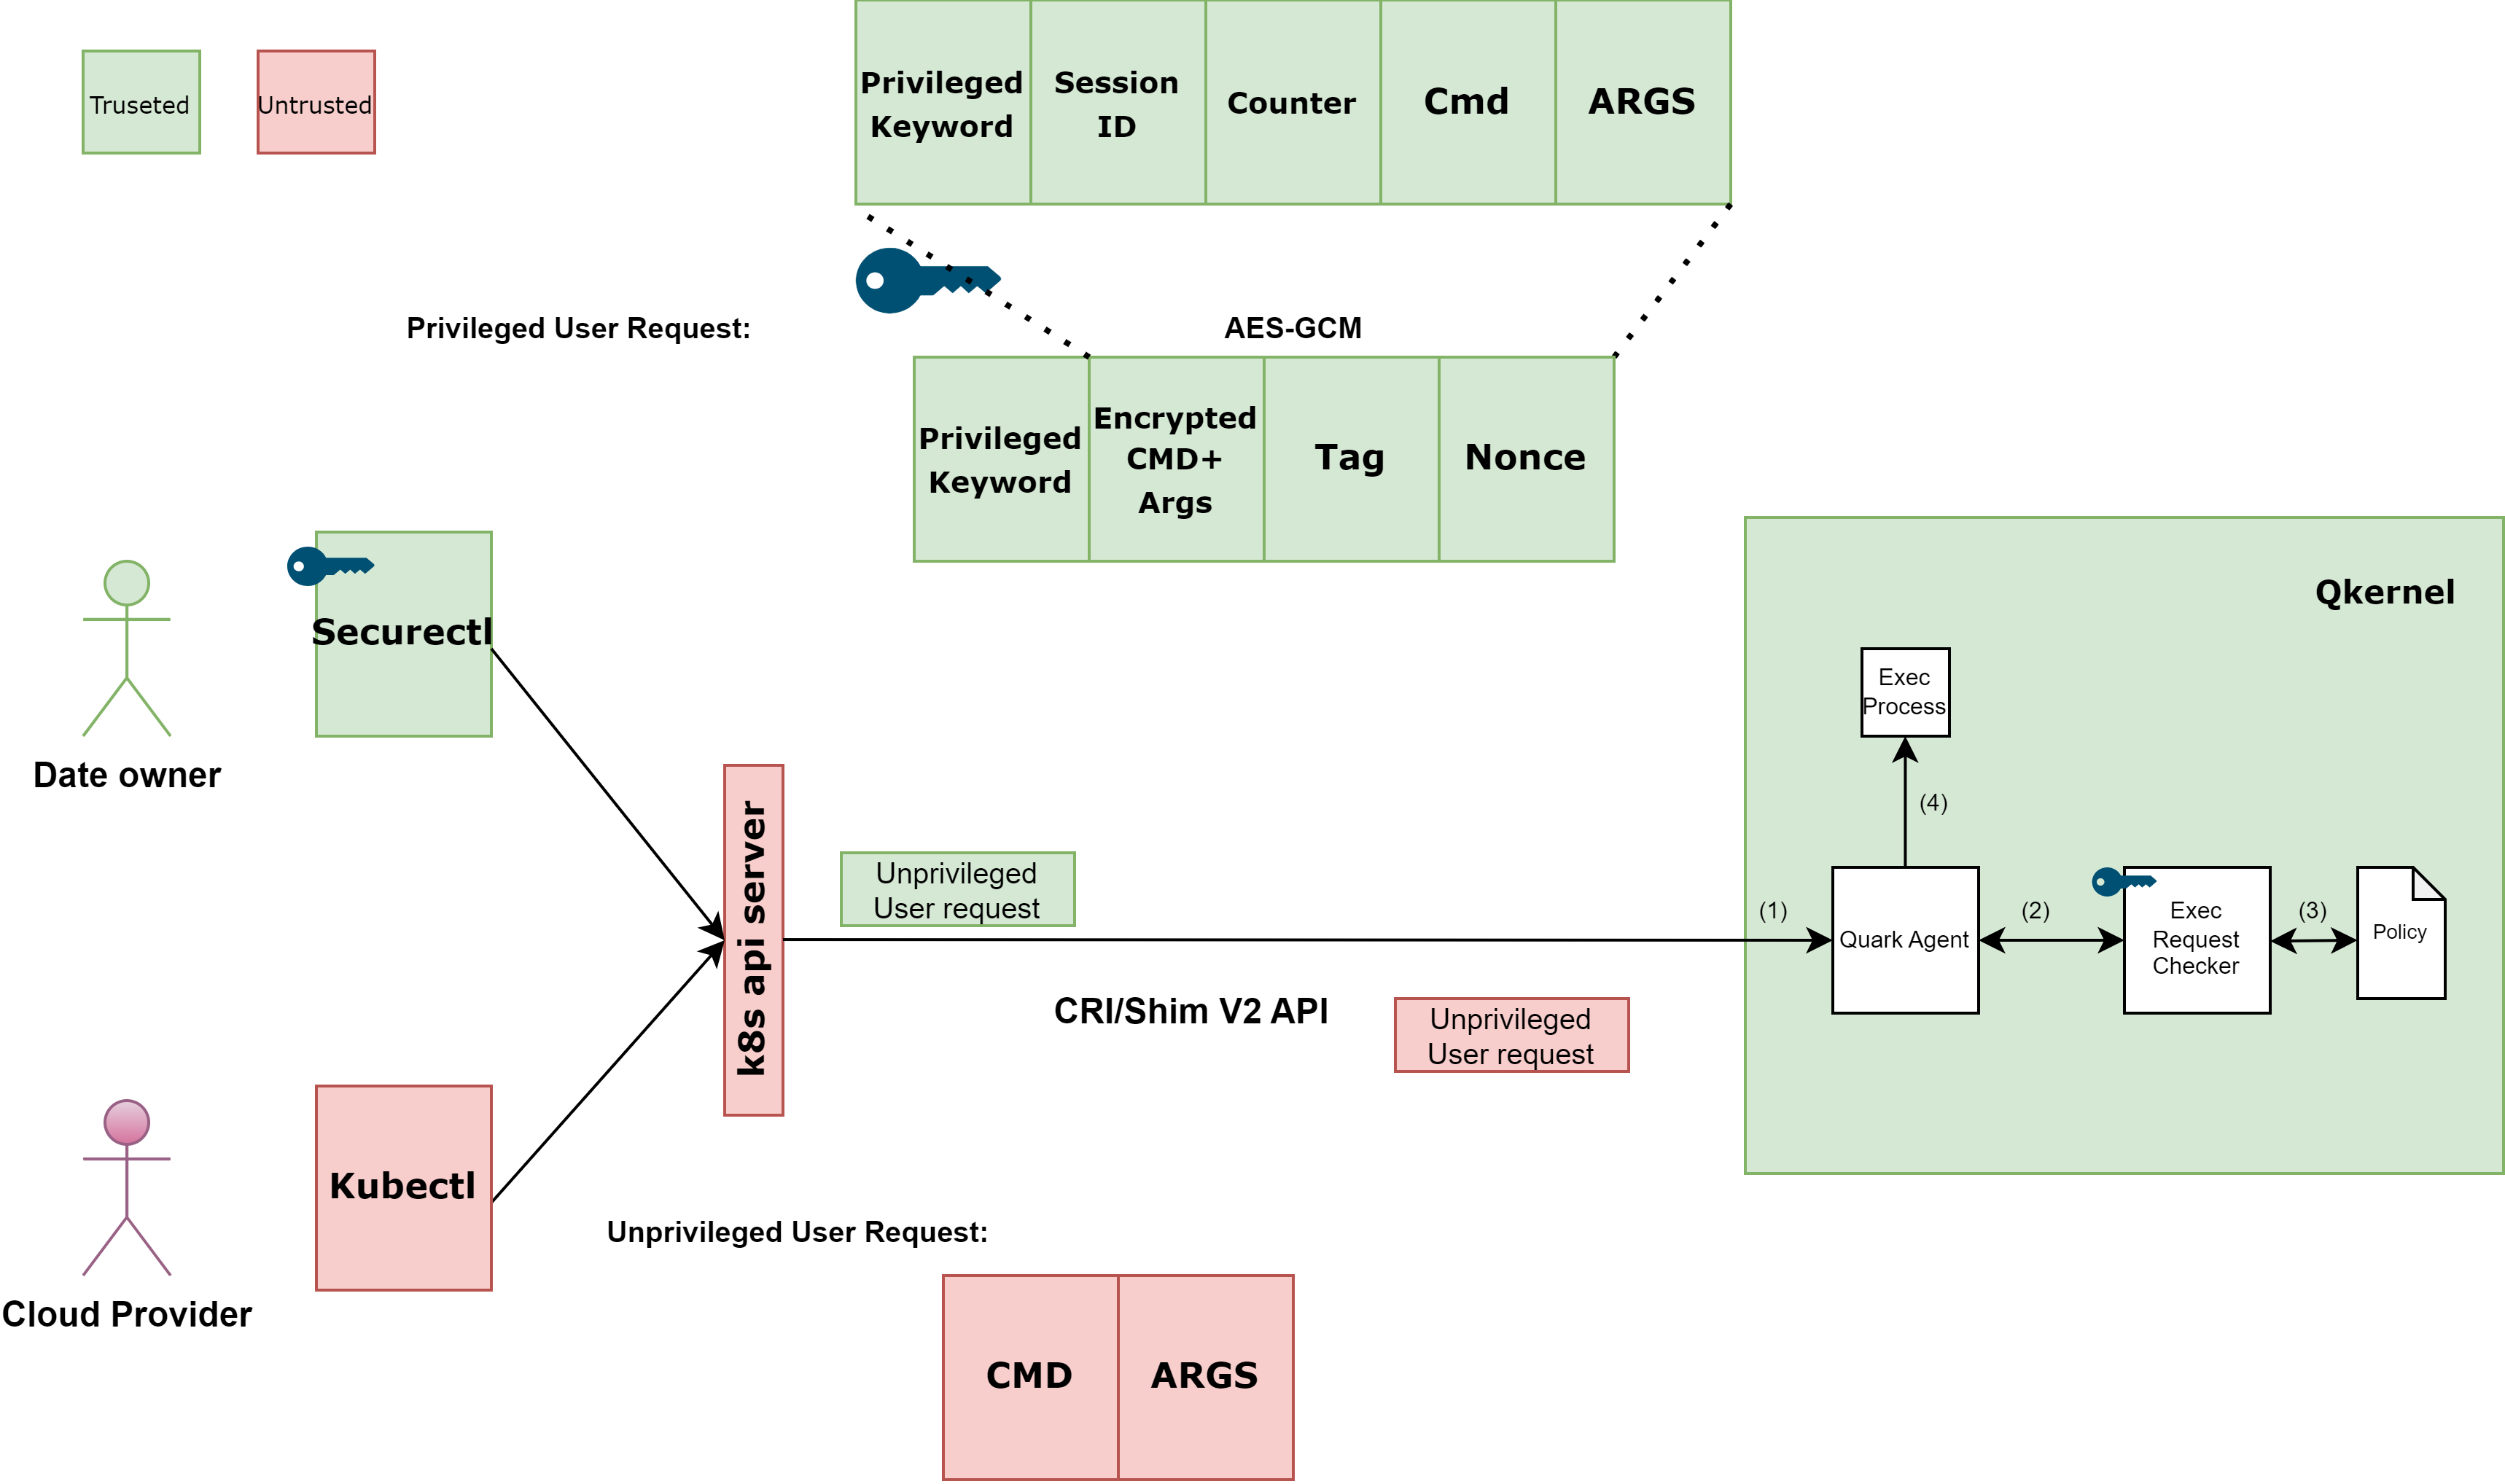 Truseted
Untrusted
Privileged
Keyword
Session
ID
Counter
Cmd
ARGS
Privileged User Request:
AES-GCM
Privileged
Keyword
Encrypted
CMD+
Args
Tag
Nonce
Securectl
Date owner
Qkernel
Exec
Process
(4)
k8s api server
Unprivileged
User request
(1)
Quark Agent
(2)
Exec
Request
Checker
(3)
Policy
CRI/Shim V2 API
Unprivileged
User request
Kubectl
Cloud Provider
Unprivileged User Request:
CMD
ARGS